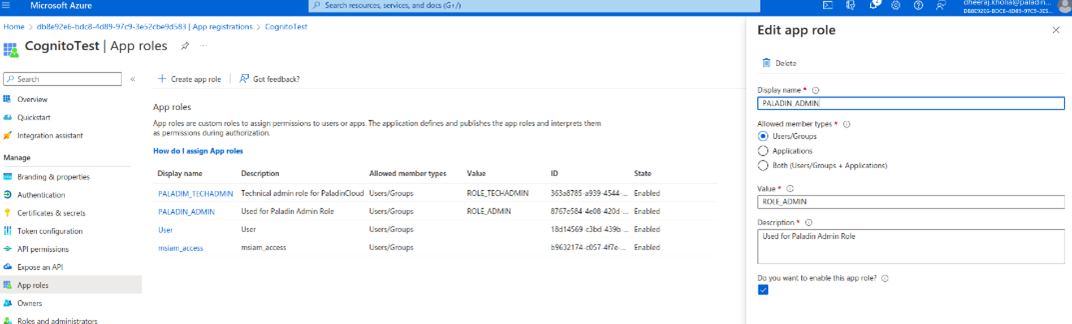 Microsoft Azure
Search resources, services, and docs (G+/)
dheeraj.kholia@paladin...
Home > db8e92e6-bdc8-4d89-97c9-3e52cbe9d583 | App registrations > CognitoTest
CognitoTest | App roles
Search
Overview
Quickstart
Integration assistant
Manage
Branding & properties
Authentication
Certificates & secrets
Token configuration
API permissions
Expose an API
App roles
Owners
Roles and administrators
Create app role
Got feedback?
App roles
App roles are custom roles to assign permissions to users or apps. The application defines and publishes the app roles and interprets them
as permissions during authorization.
How do I assign App roles
Display name Description Allowed member types Value ID State
PALADIM_TECHADMIN Technical admin role for PaladinCloud Users/Groups ROLE_TECHADMIN 363a8785-a939-4544-... Enabled
PALADIN_ADMIN Used for Paladin Admin Role Users/Groups ROLE_ADMIN 8767e584-4e08-420d-... Enabled
User User Users/Groups 18d14569-c3bd-439b-... Enabled
msiam_access msiam_access Users/Groups b9632174-c057-4f7e-... Enabled
Edit app role
Delete
Display name *
PALADIN_ADMIN
Allowed member types *
Users/Groups
Applications
Both (Users/Groups + Applications)
Value *
ROLE_ADMIN
Description *
Used for Paladin Admin Role
Do you want to enable this app role?